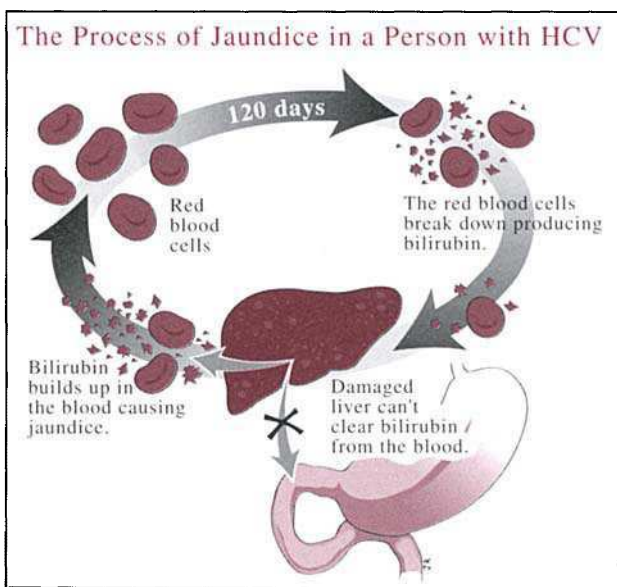 The Process of Jaundice in a Person with HCV
120 days
Red
blood
cells
The red blood cells
break down producing
bilirubin.
Bilirubin
builds up in
the blood causing
jaundice.
Damaged
liver can't
clear bilirubin
from the blood.